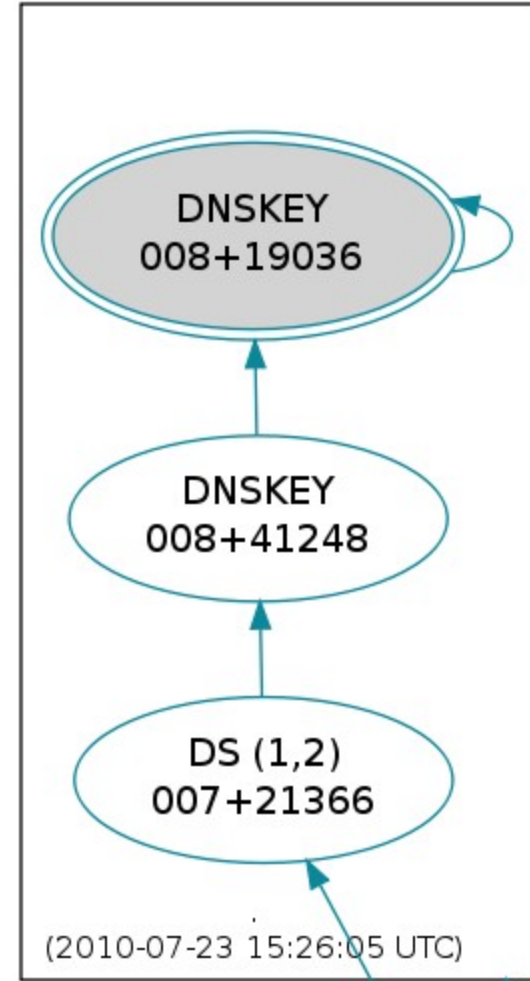 DNSKEY
008+19036
DNSKEY
008+41248
DS (1,2)
007+21366
.
(2010-07-23 15:26:05 UTC)